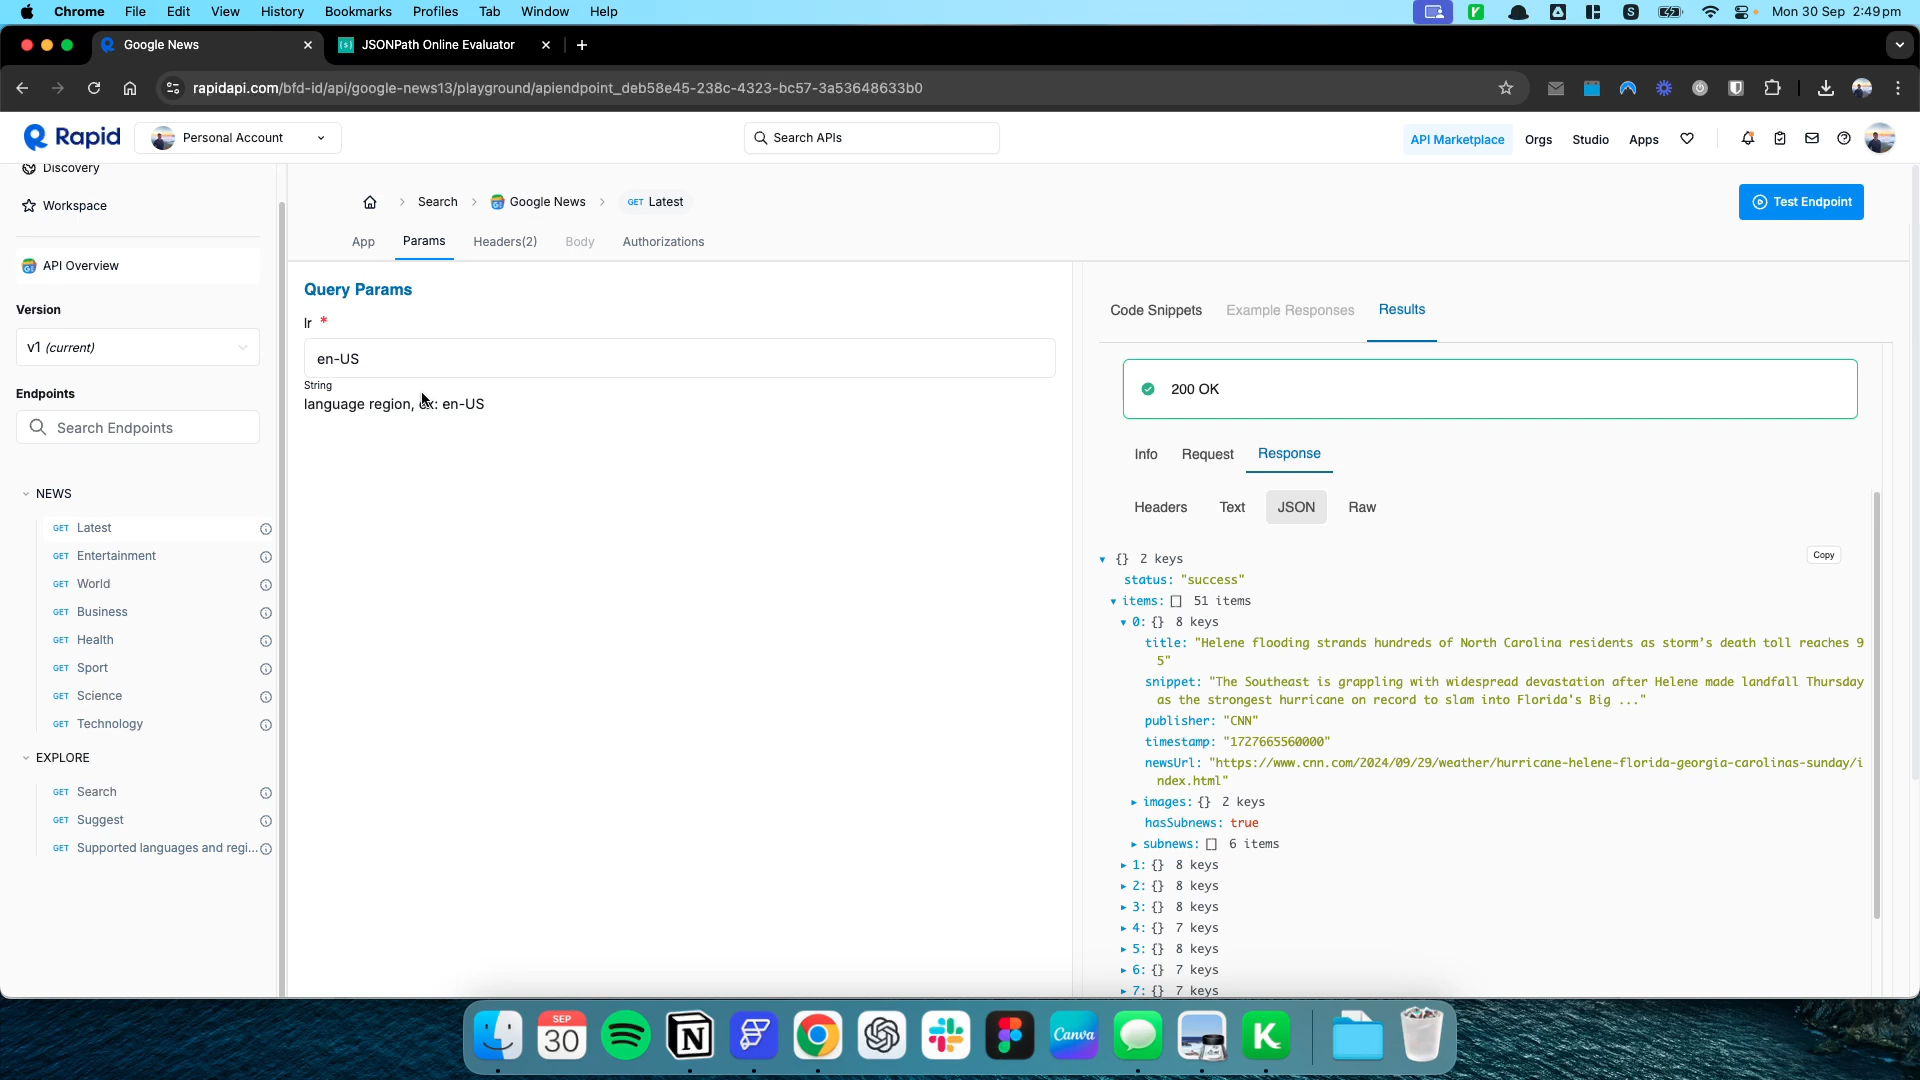 Chrome File Edit View History Bookmarks Profiles Tab Window Help
Mon 30 Sep 2:49 pm
Google News
JSONPath Online Evaluator
rapidapi.com/bfd-id/api/google-news13/playground/apiendpoint_deb58e45-238c-4323-bc57-3a53648633b0
Rapid
Personal Account
Search APIs
API Marketplace Orgs Studio Apps
Discovery
Workspace
API Overview
Version
v1 (current)
Endpoints
Search Endpoints
NEWS
GET Latest
GET Entertainment
GET World
GET Business
GET Health
GET Sport
GET Science
GET Technology
EXPLORE
GET Search
GET Suggest
GET Supported languages and regi...
Search Google News GET Latest
Test Endpoint
App Params Headers(2) Body Authorizations
Query Params
lr *
en-US
String
language region, ex: en-US
Code Snippets Example Responses Results
200 OK
Info Request Response
Headers Text JSON Raw
Copy
{} 2 keys
status: "success"
items: [] 51 items
0: {} 8 keys
title: "Helene flooding strands hundreds of North Carolina residents as storm’s death toll reaches 9
5"
snippet: "The Southeast is grappling with widespread devastation after Helene made landfall Thursday
as the strongest hurricane on record to slam into Florida's Big ..."
publisher: "CNN"
timestamp: "1727665560000"
newsUrl: "https://www.cnn.com/2024/09/29/weather/hurricane-helene-florida-georgia-carolinas-sunday/i
ndex.html"
images: {} 2 keys
hasSubnews: true
subnews: [] 6 items
1: {} 8 keys
2: {} 8 keys
3: {} 8 keys
4: {} 7 keys
5: {} 8 keys
6: {} 7 keys
7: {} 7 keys
SEP
30
Canva
K